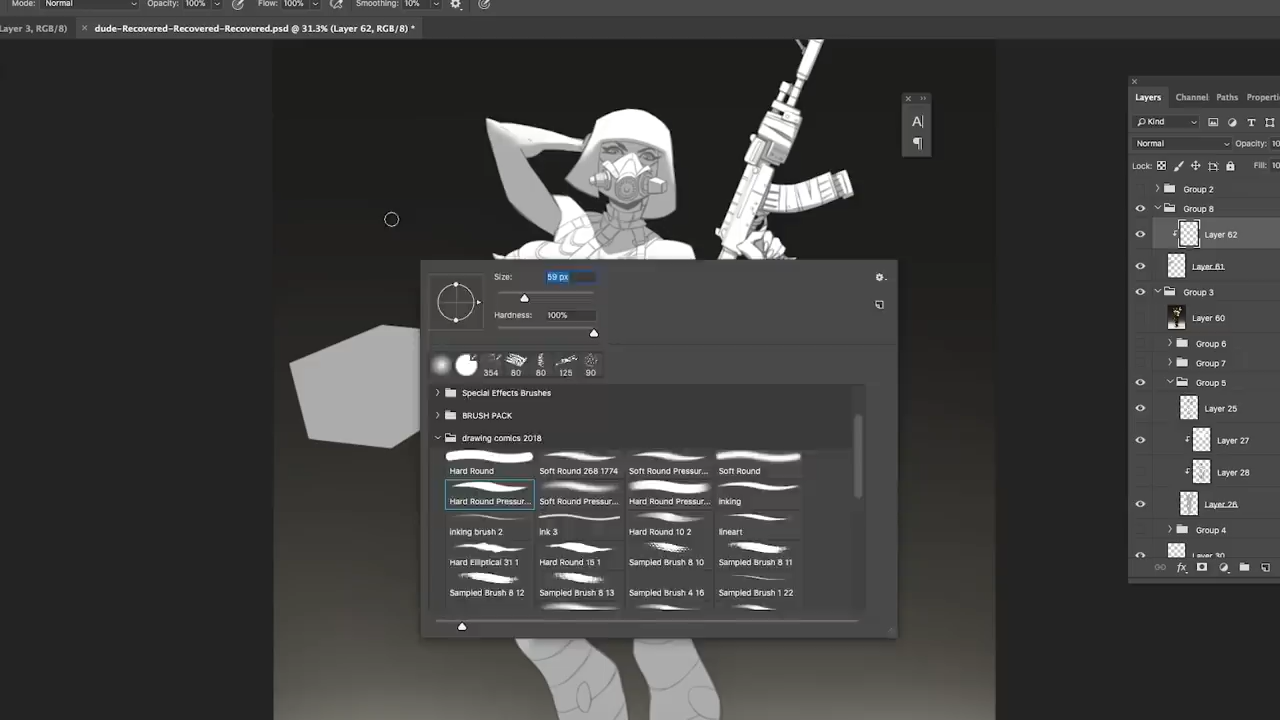 Mode: Normal Opacity: 100% Flow: 100% Smoothing: 10%
Layer 3, RGB/8) × dude-Recovered-Recovered-Recovered.psd @ 31.3% (Layer 62, RGB/8) *
Layers Channel Paths Properti
Kind
Normal Opacity: 10
Lock: Fill: 10
Group 2
Group 8
Layer 62
Layer 61
Group 3
Layer 60
Group 6
Group 7
Group 5
Layer 25
Layer 27
Layer 28
Layer 26
Group 4
Layer 30
A|
¶
Size: 59 px
Hardness: 100%
354 80 60 125 90
Special Effects Brushes
BRUSH PACK
drawing comics 2018
Hard Round Soft Round 268 1774 Soft Round Pressur... Soft Round
Hard Round Pressur... Soft Round Pressur... Hard Round Pressur... inking
inking brush 2 ink 3 Hard Round 10 2 lineart
Hard Elliptical 31 1 Hard Round 15 1 Sampled Brush 8 10 Sampled Brush 8 11
Sampled Brush 8 12 Sampled Brush 8 13 Sampled Brush 4 16 Sampled Brush 1 22
fx